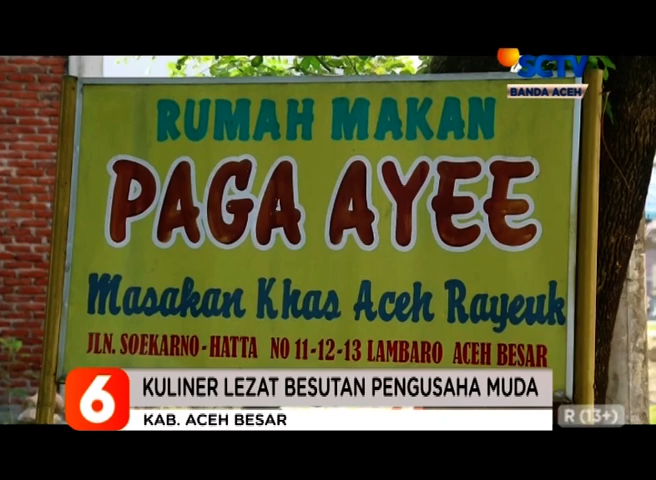 SCTV
BANDA ACEH
RUMAH MAKAN
PAGA AYEE
Masakan Khas Aceh Rayeuk
JLN. SOEKARNO-HATTA NO 11-12-13 LAMBARO ACEH BESAR
6
KULINER LEZAT BESUTAN PENGUSAHA MUDA
KAB. ACEH BESAR
R (13+)